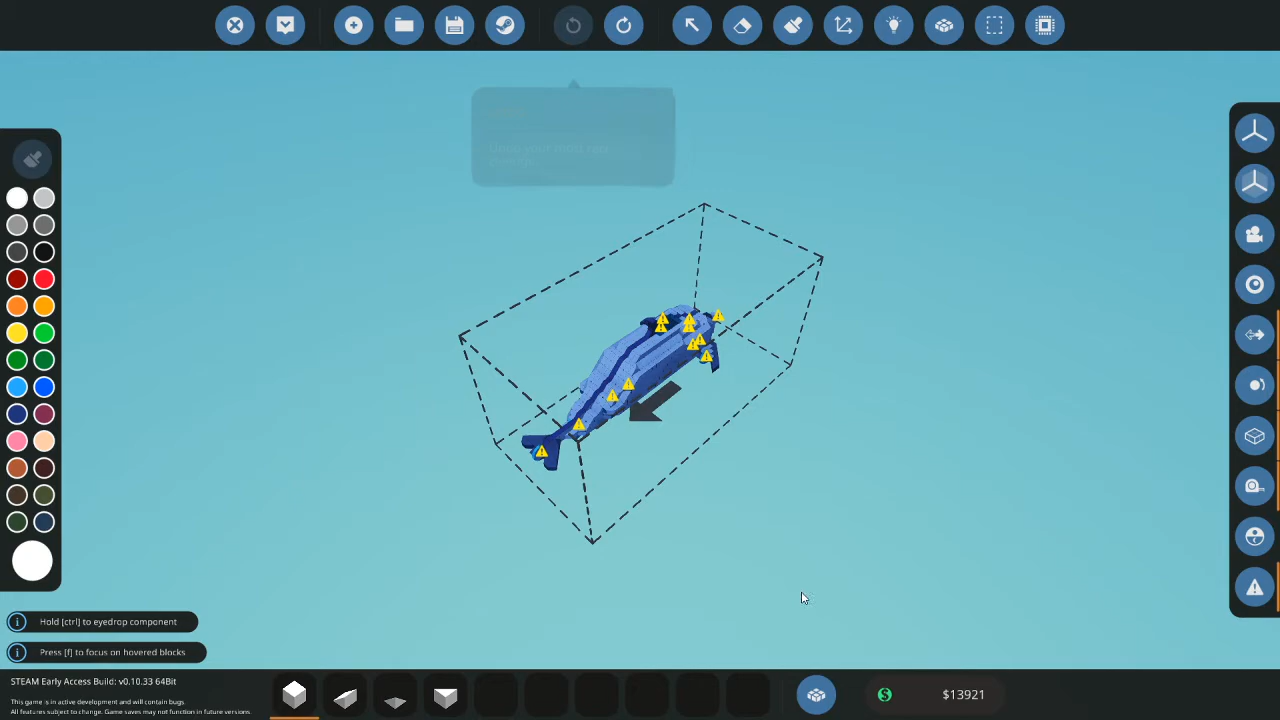 Hold [ctrl] to eyedrop component
Press [f] to focus on hovered blocks
STEAM Early Access Build: v0.10.33 64Bit
This game is in active development and will contain bugs.
All features subject to change. Game saves may not function in future versions.
$13921